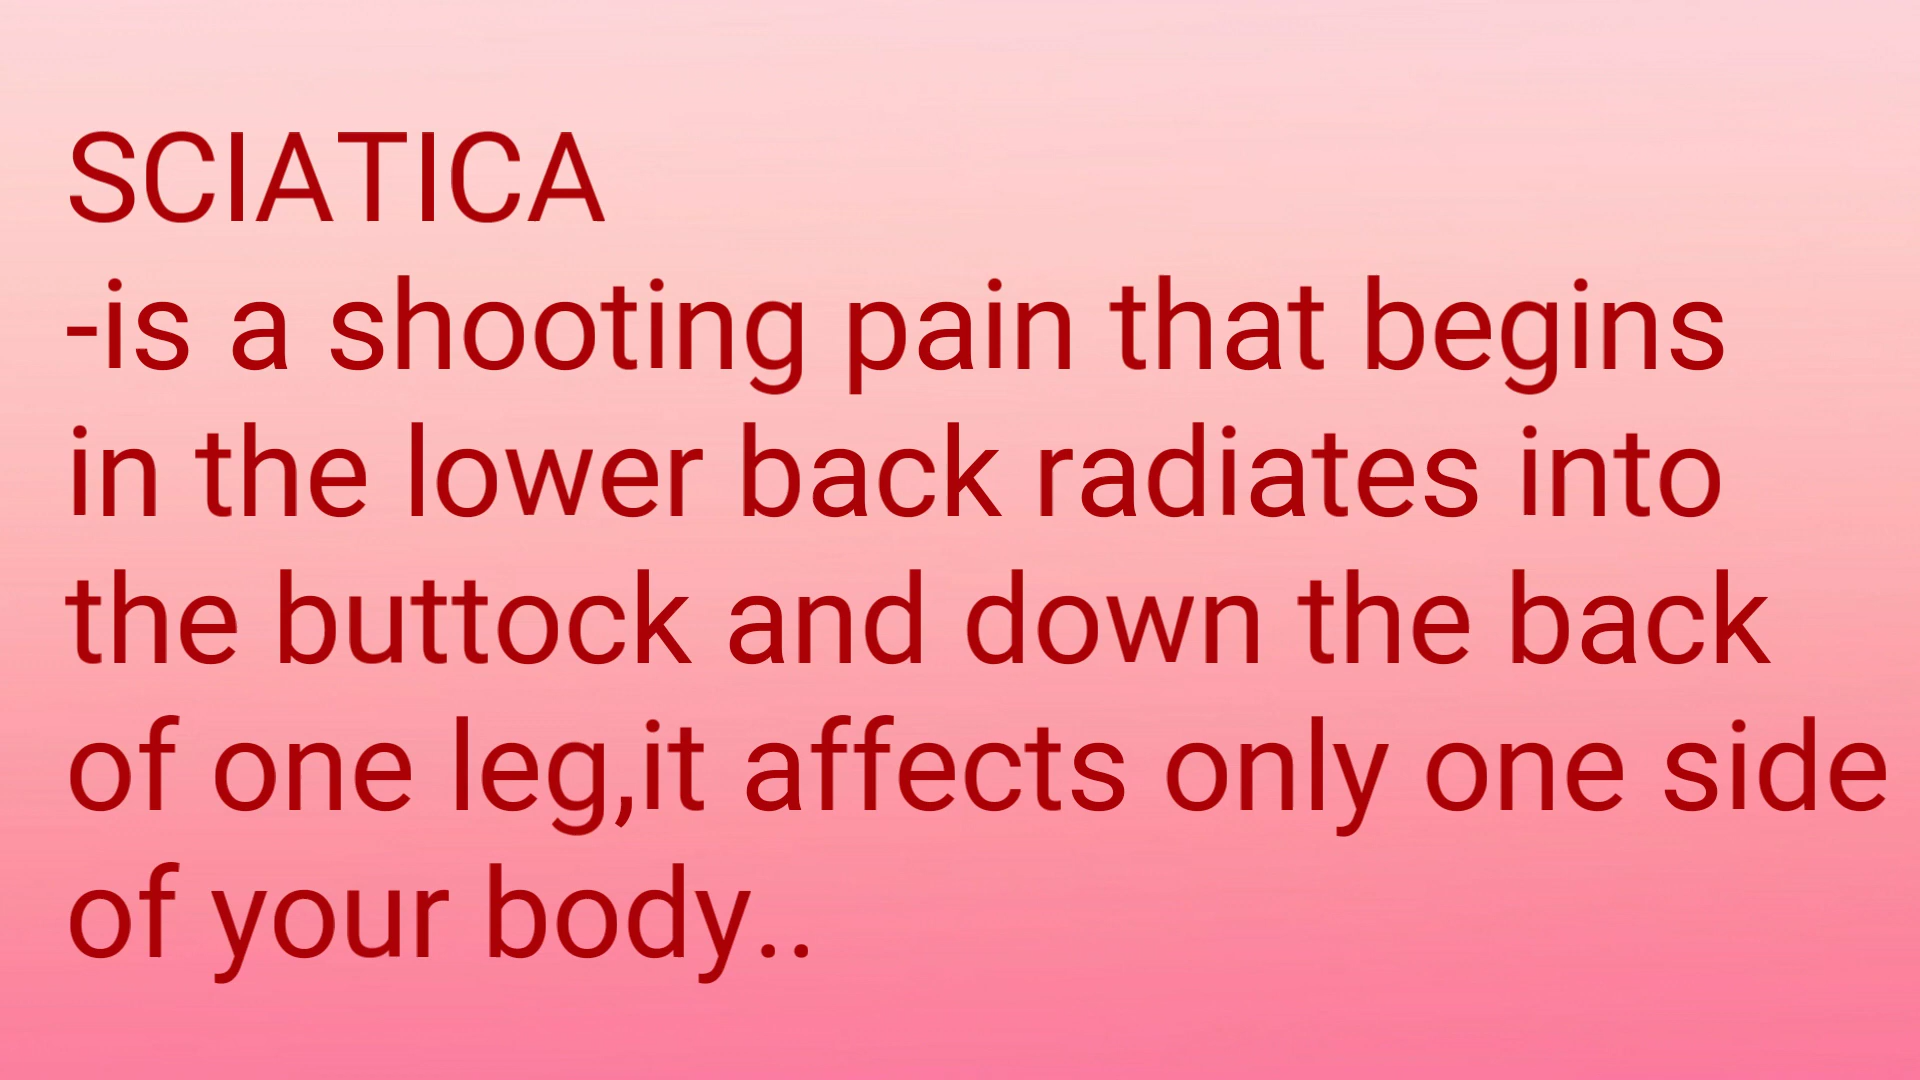 SCIATICA
-is a shooting pain that begins
in the lower back radiates into
the buttock and down the back
of one leg,it affects only one side
of your body..